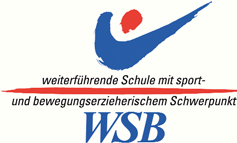 weiterführende Schule mit sport-
und bewegungserzieherischem Schwerpunkt
WSB